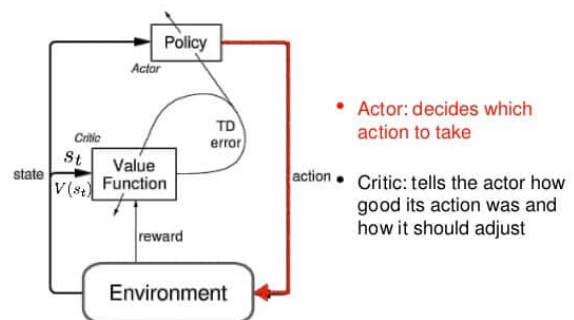 Policy
Actor
TD
error
Critic
s_t
state
V(s_t)
Value
Function
action
reward
Environment
• Actor: decides which
action to take
• Critic: tells the actor how
good its action was and
how it should adjust